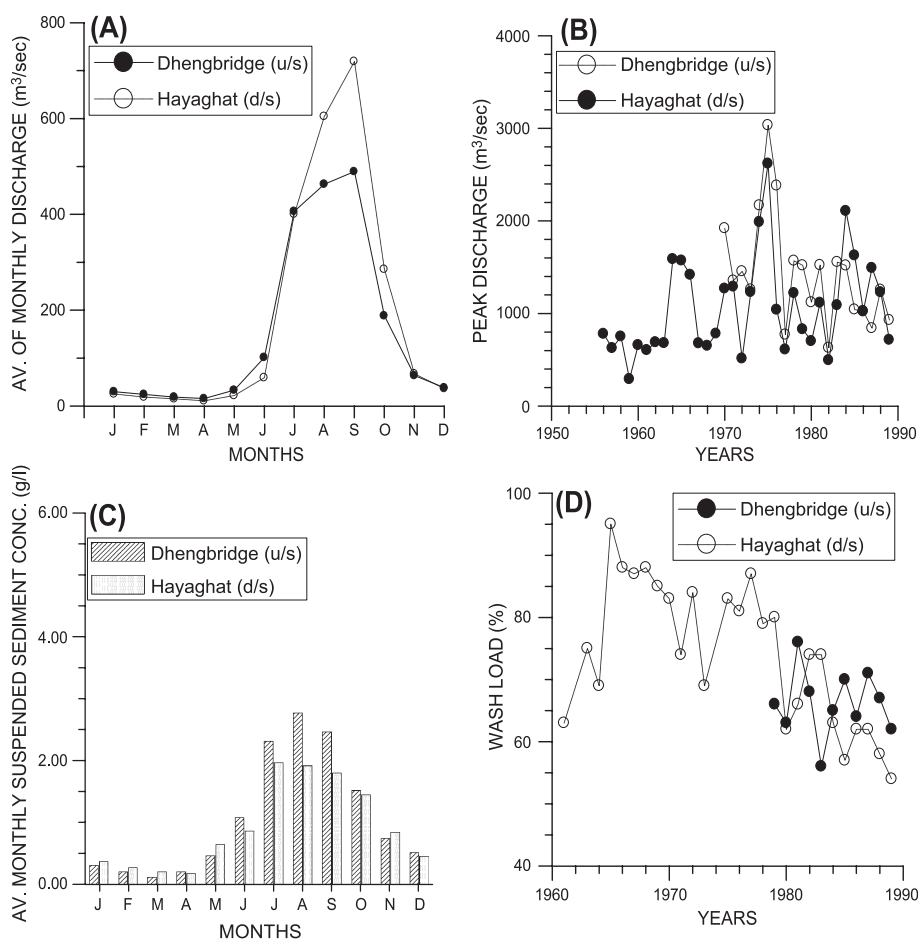 (A)
Dhengbridge (u/s)
Hayaghat (d/s)
AV. OF MONTHLY DISCHARGE (m³/sec)
800
600
400
200
0
J F M A M J J A S O N D
MONTHS
(B)
Dhengbridge (u/s)
Hayaghat (d/s)
PEAK DISCHARGE (m³/sec)
4000
3000
2000
1000
0
1950 1960 1970 1980 1990
YEARS
(C)
Dhengbridge (u/s)
Hayaghat (d/s)
AV. MONTHLY SUSPENDED SEDIMENT CONC. (g/l)
6.00
4.00
2.00
0.00
J F M A M J J A S O N D
MONTHS
(D)
Dhengbridge (u/s)
Hayaghat (d/s)
WASH LOAD (%)
100
80
60
40
1960 1970 1980 1990
YEARS